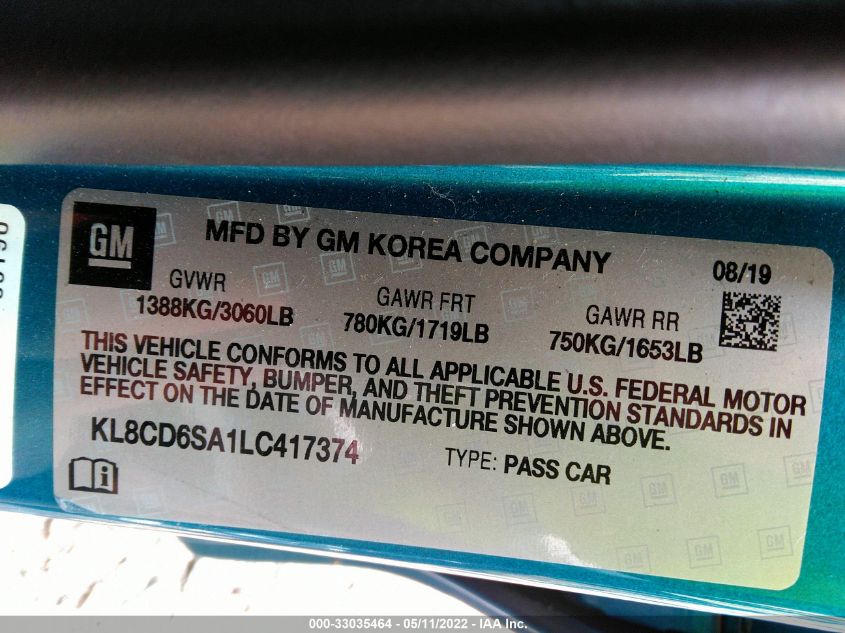 GM
MFD BY GM KOREA COMPANY
08/19
GVWR
1388KG/3060LB
GAWR FRT
780KG/1719LB
GAWR RR
750KG/1653LB
THIS VEHICLE CONFORMS TO ALL APPLICABLE U.S. FEDERAL MOTOR
VEHICLE SAFETY, BUMPER, AND THEFT PREVENTION STANDARDS IN
EFFECT ON THE DATE OF MANUFACTURE SHOWN ABOVE.
KL8CD6SA1LC417374
TYPE: PASS CAR
000-33035464 - 05/11/2022 - IAA Inc.